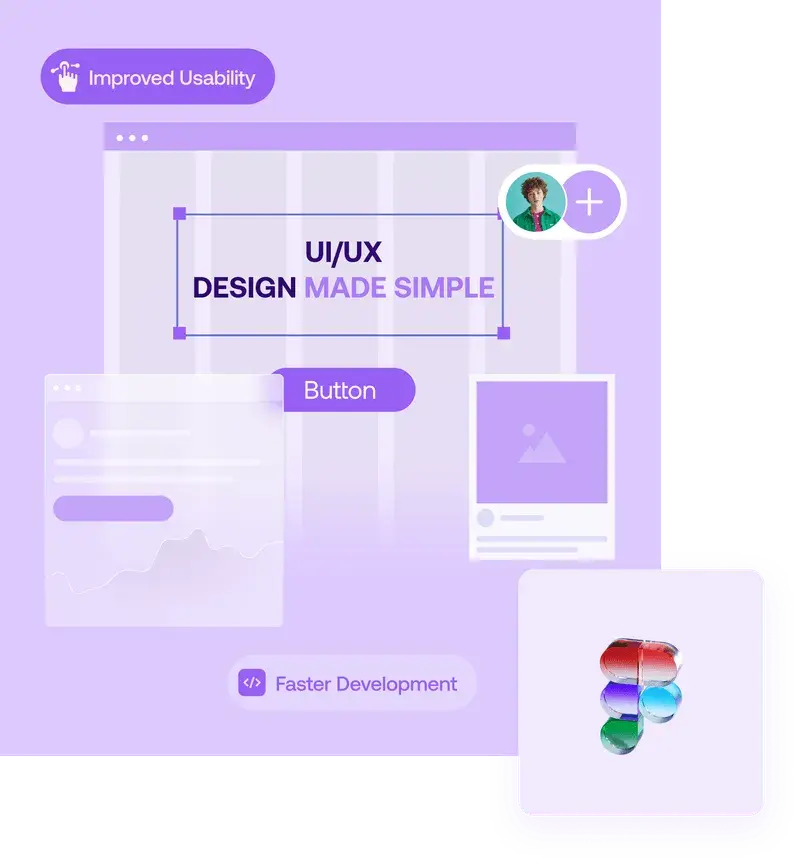 Improved Usability
UI/UX
DESIGN MADE SIMPLE
Button
Faster Development